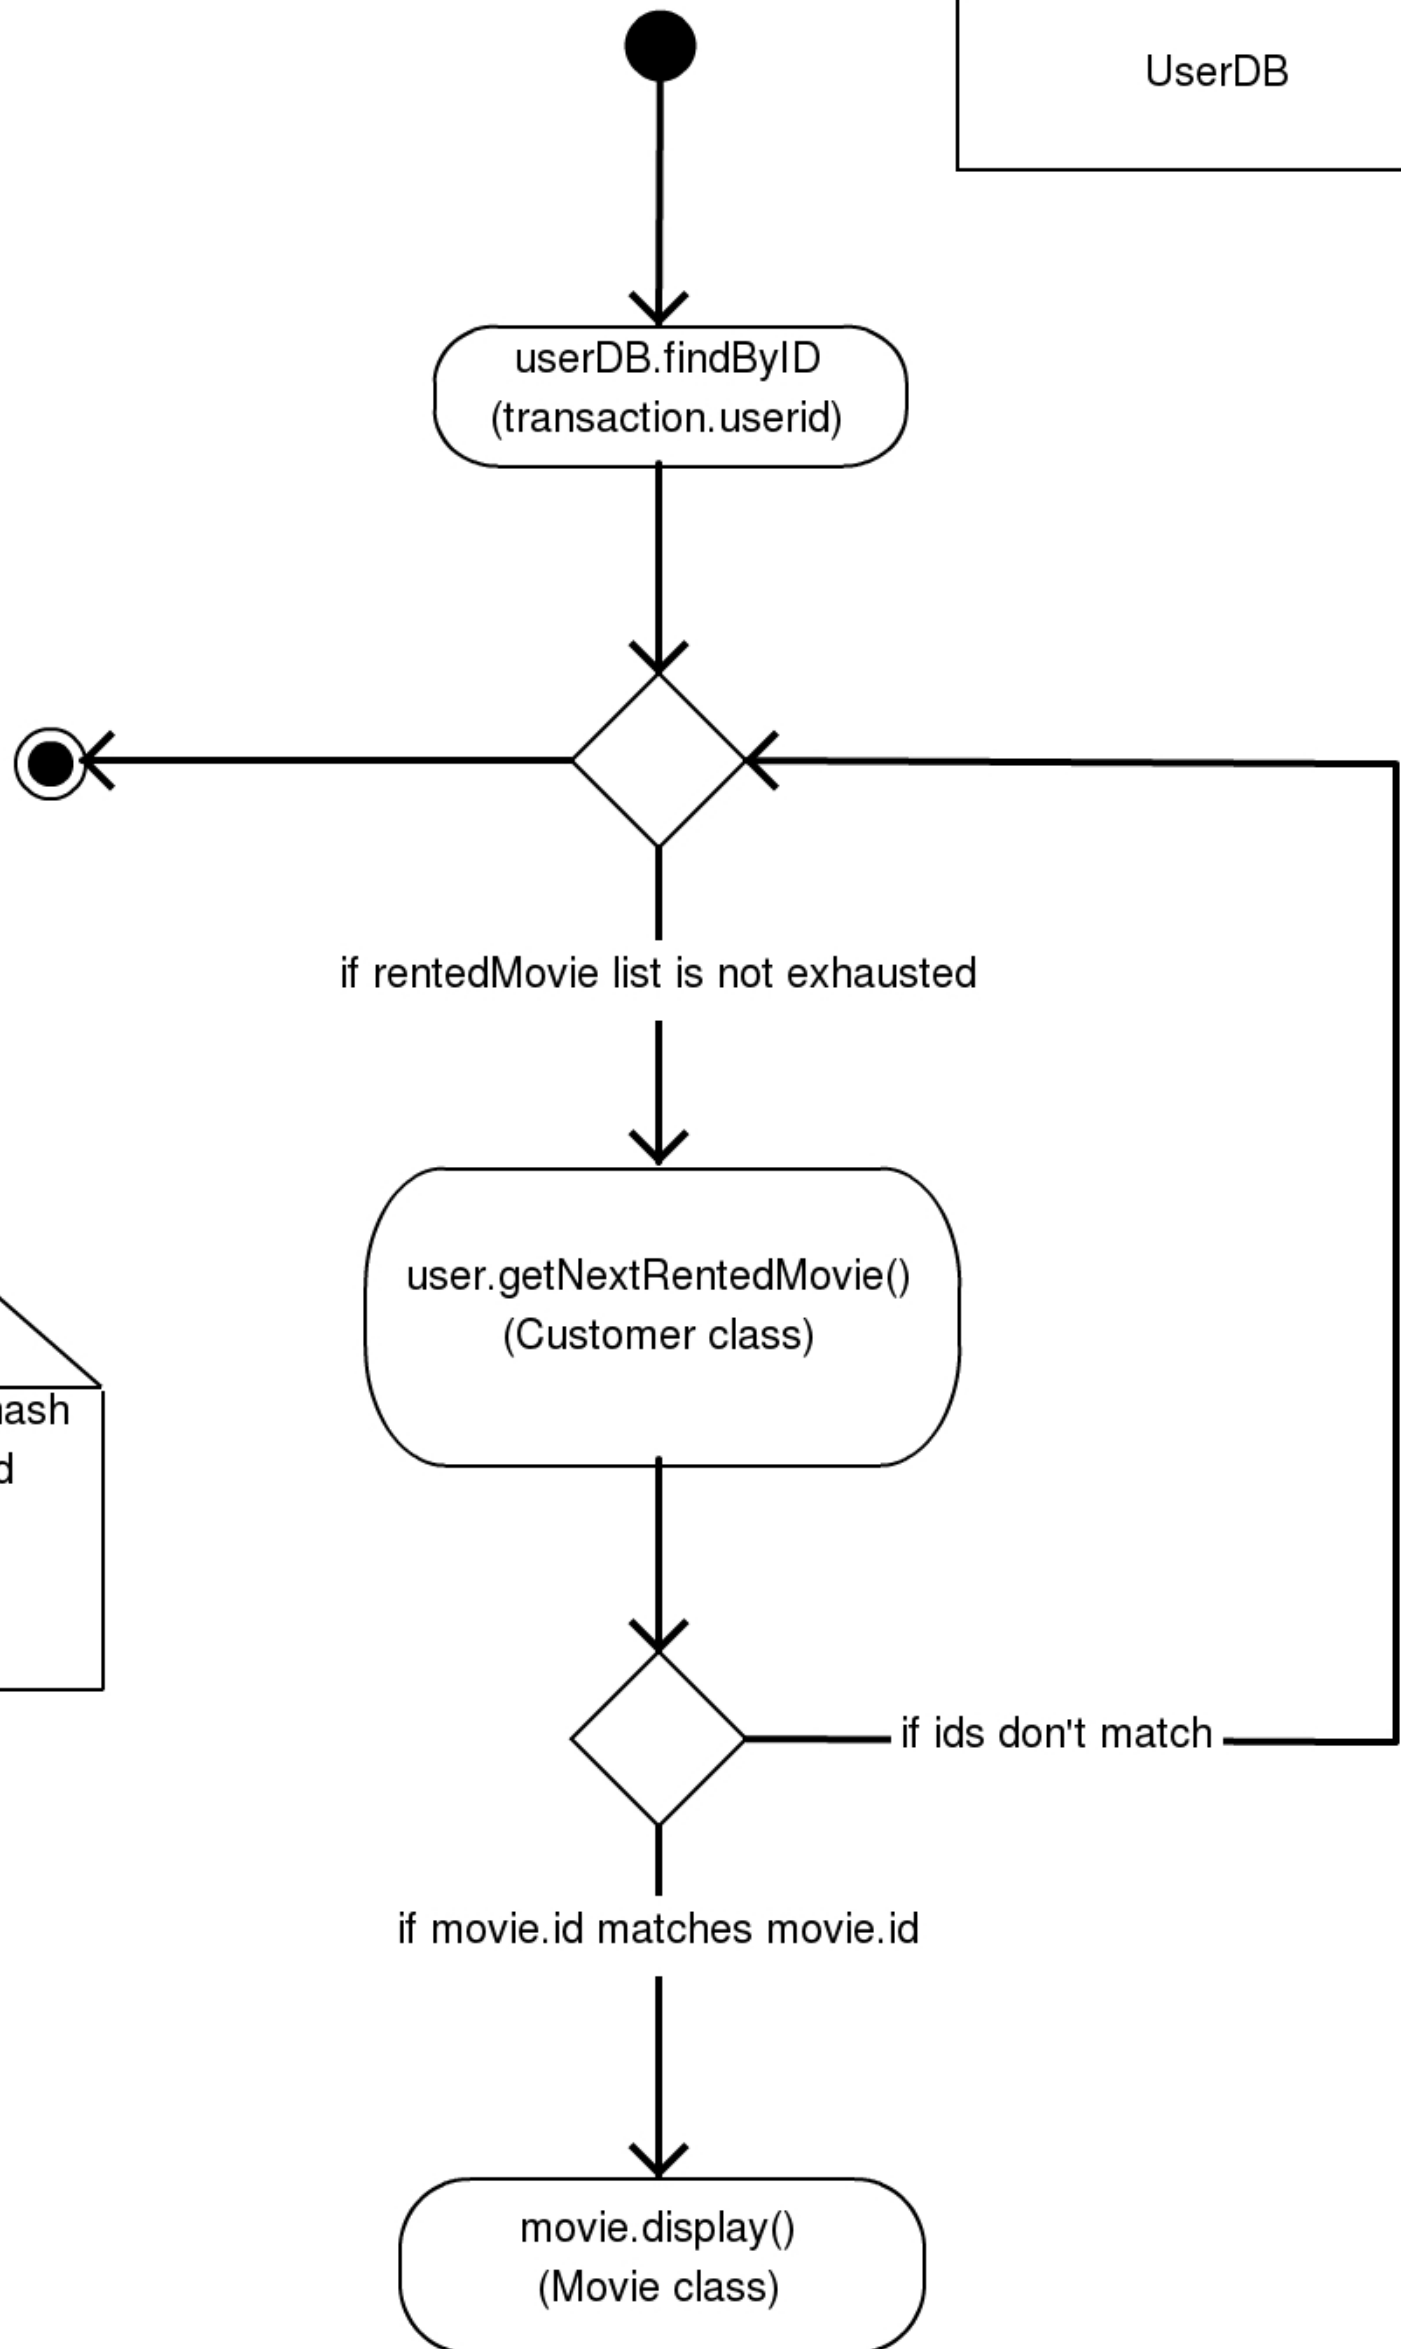 UserDB
userDB.findByID
(transaction.userid)
if rentedMovie list is not exhausted
user.getNextRentedMovie()
(Customer class)
if ids don't match
if movie.id matches movie.id
movie.display()
(Movie class)